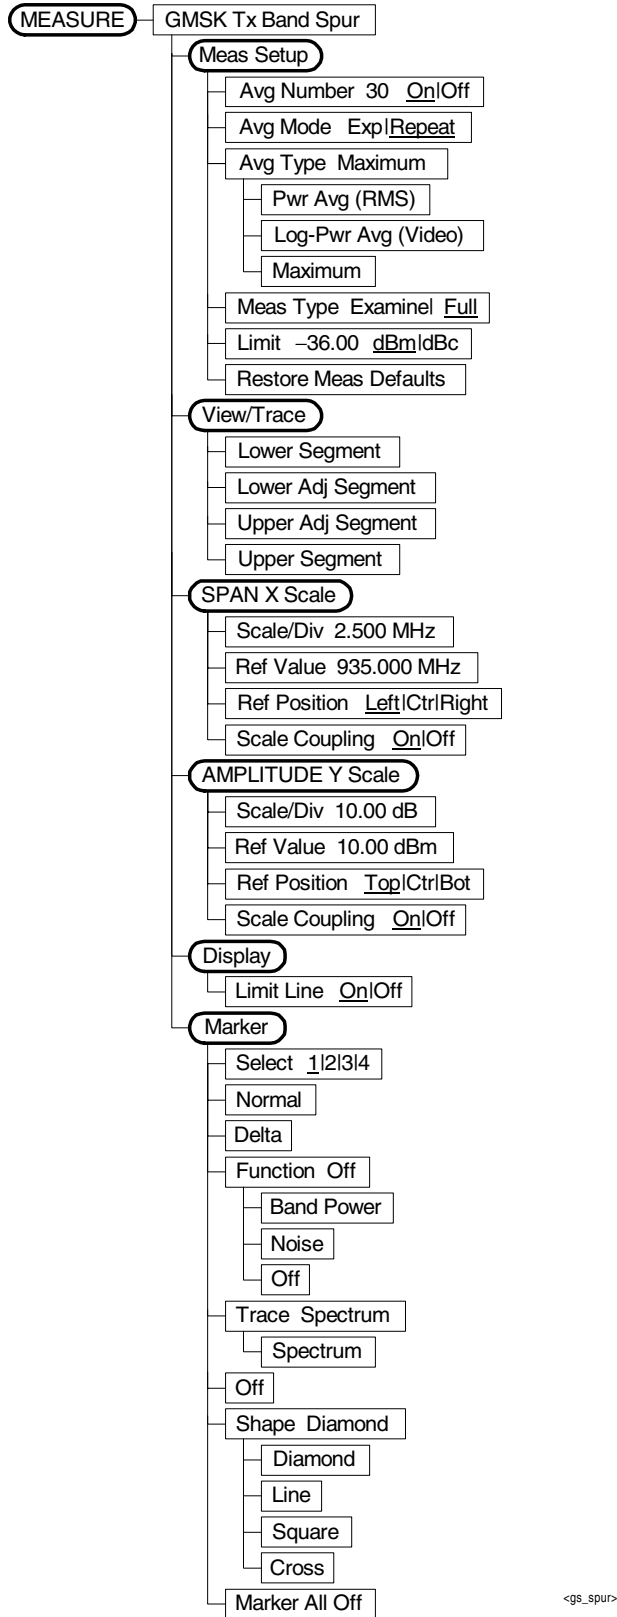 MEASURE GMSK Tx Band Spur
Meas Setup
Avg Number 30 On|Off
Avg Mode Exp|Repeat
Avg Type Maximum
Pwr Avg (RMS)
Log-Pwr Avg (Video)
Maximum
Meas Type Examine| Full
Limit –36.00 dBm|dBc
Restore Meas Defaults
View/Trace
Lower Segment
Lower Adj Segment
Upper Adj Segment
Upper Segment
SPAN X Scale
Scale/Div 2.500 MHz
Ref Value 935.000 MHz
Ref Position Left|Ctr|Right
Scale Coupling On|Off
AMPLITUDE Y Scale
Scale/Div 10.00 dB
Ref Value 10.00 dBm
Ref Position Top|Ctr|Bot
Scale Coupling On|Off
Display
Limit Line On|Off
Marker
Select 1|2|3|4
Normal
Delta
Function Off
Band Power
Noise
Off
Trace Spectrum
Spectrum
Off
Shape Diamond
Diamond
Line
Square
Cross
Marker All Off
<gs_spur>